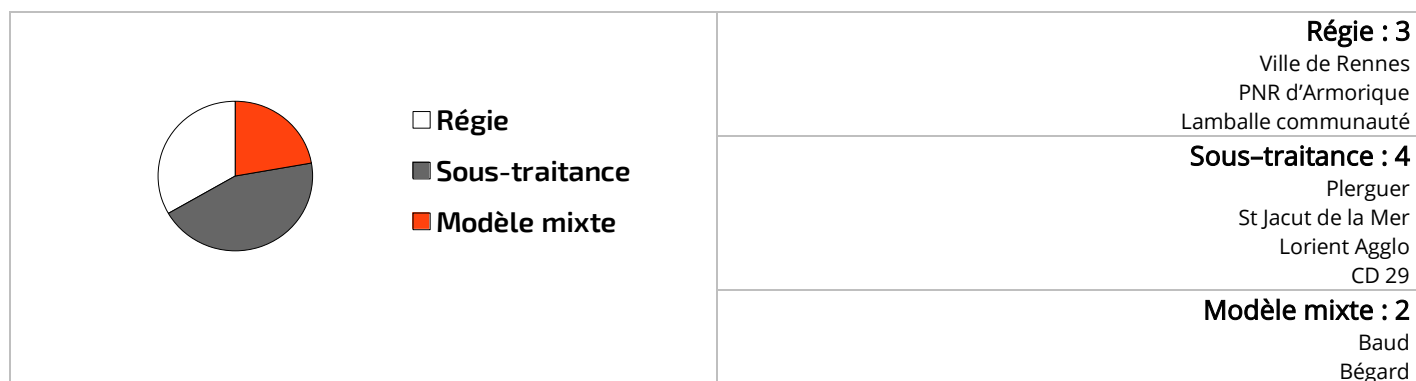 Régie
Sous-traitance
Modèle mixte
Régie : 3
Ville de Rennes
PNR d’Armorique
Lamballe communauté
Sous–traitance : 4
Plerguer
St Jacut de la Mer
Lorient Agglo
CD 29
Modèle mixte : 2
Baud
Bégard